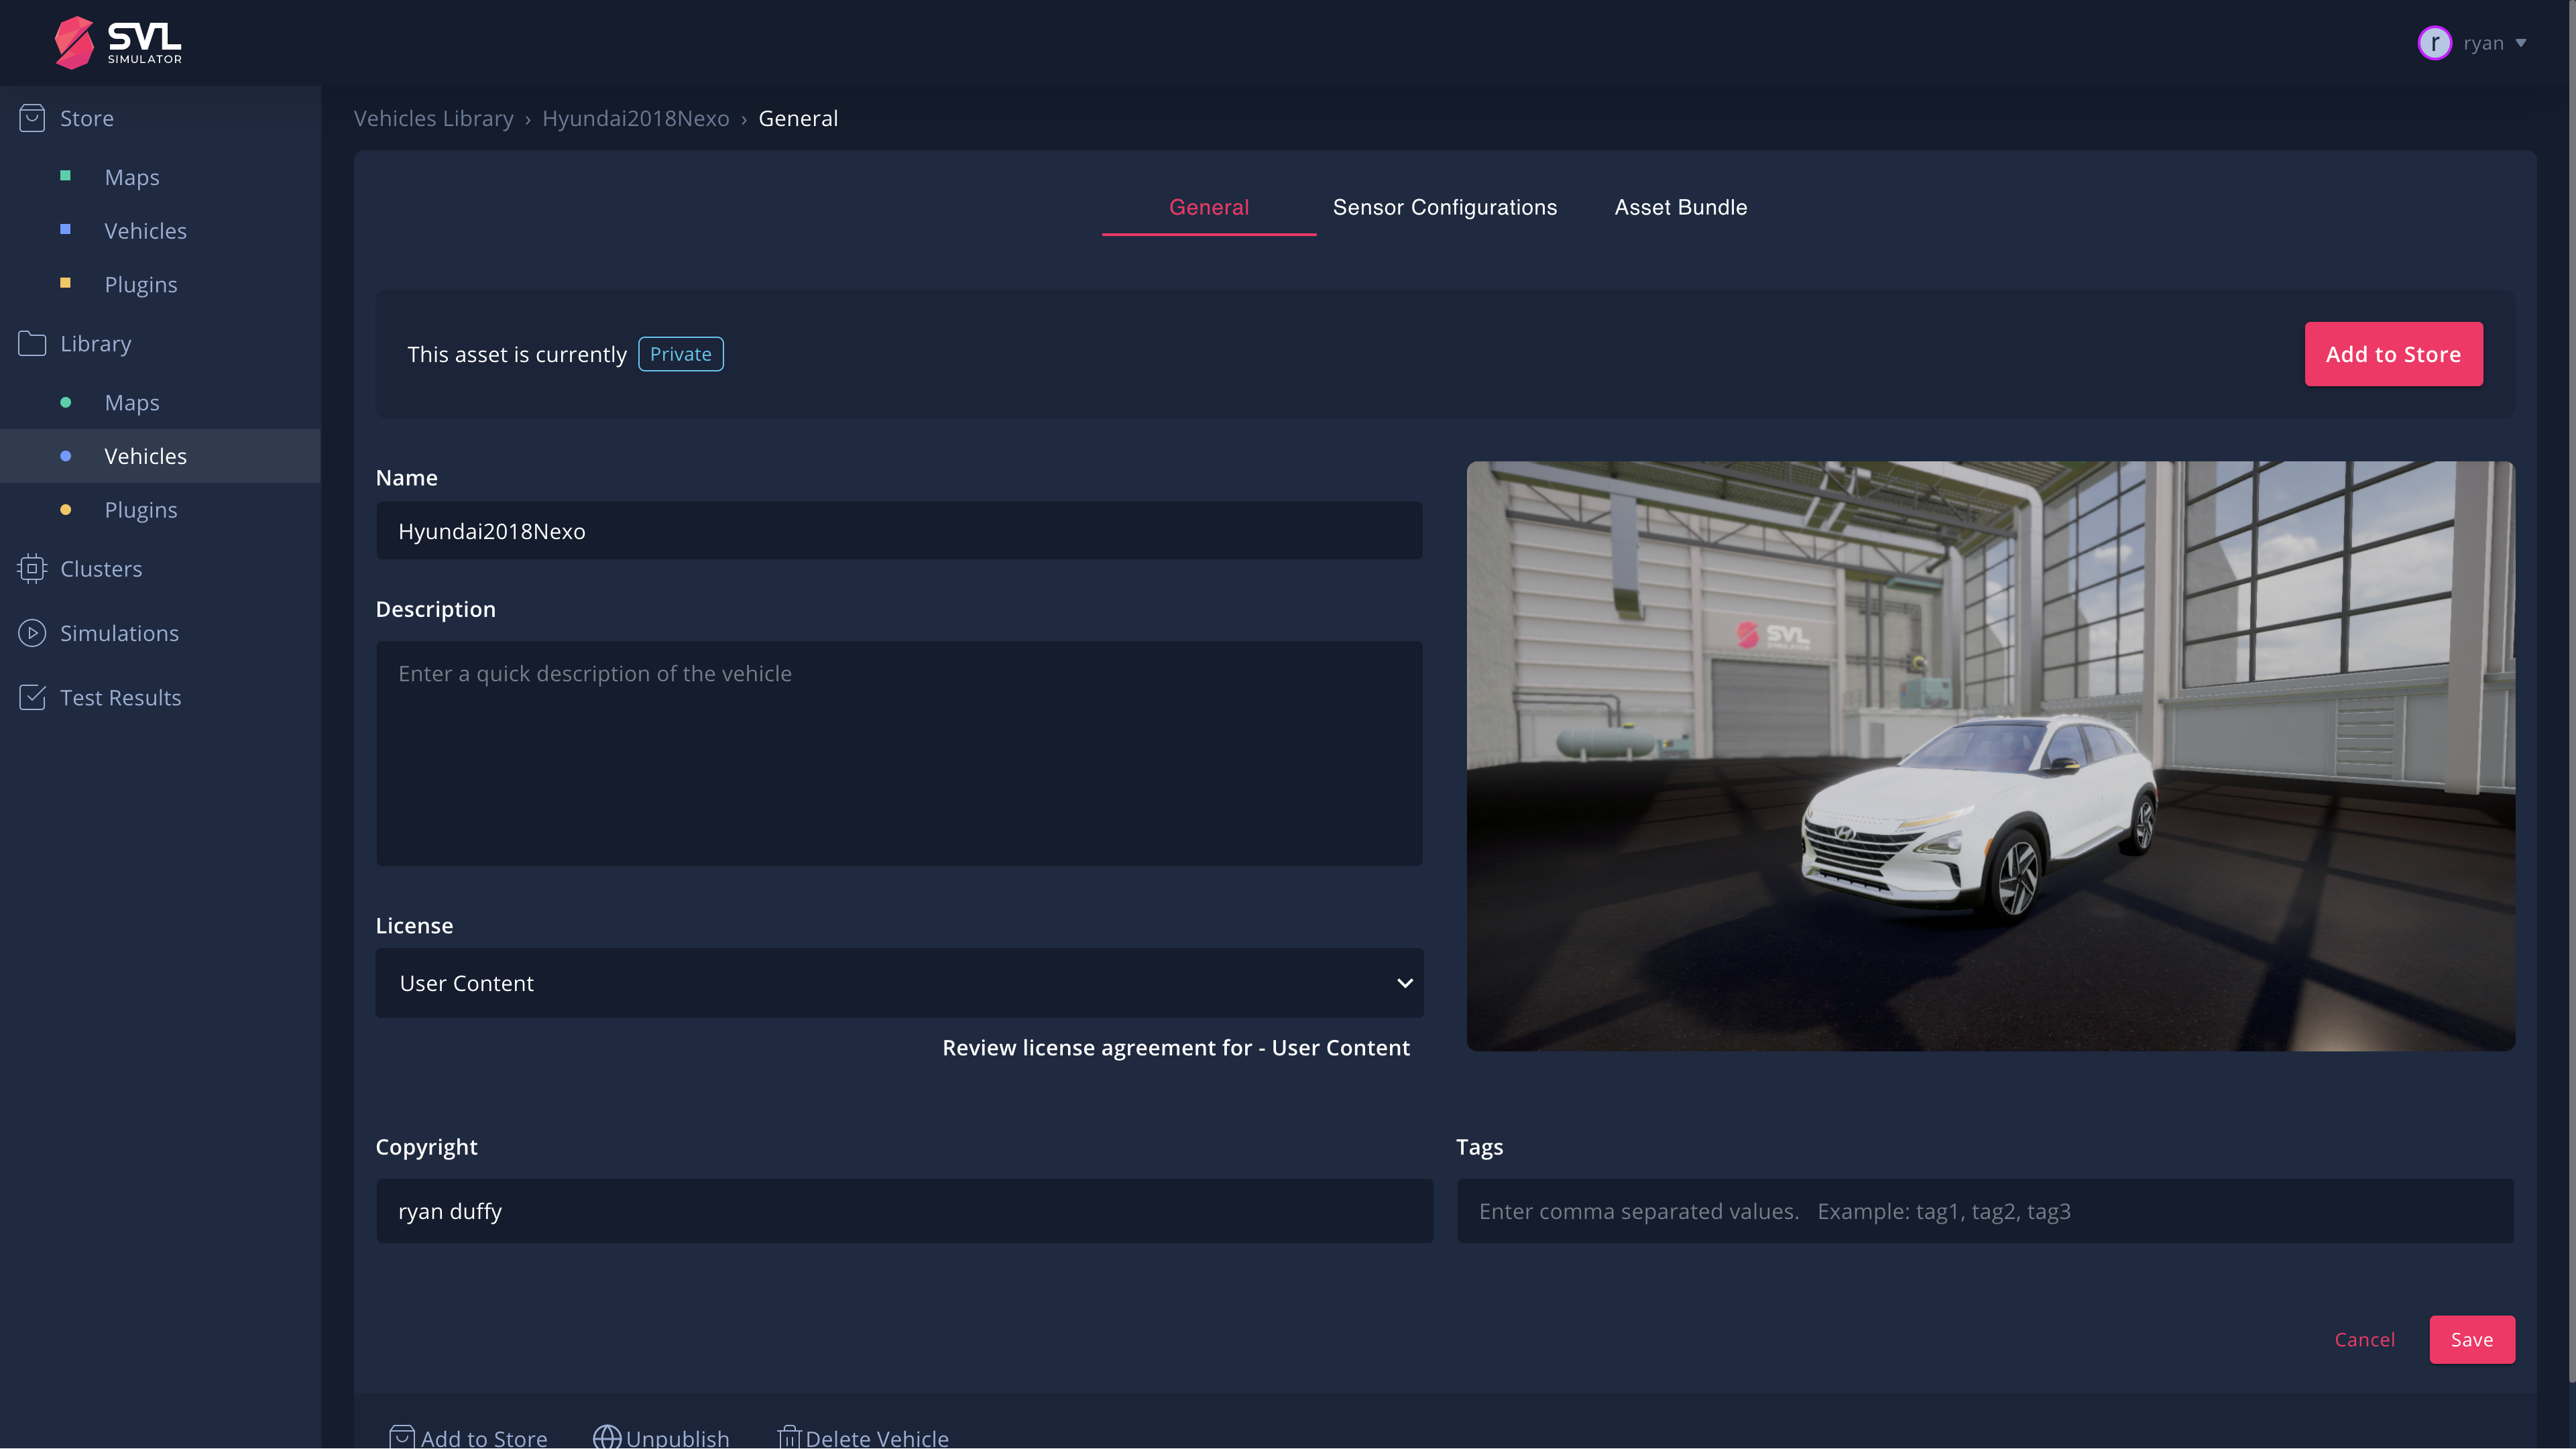 SVL
SIMULATOR
r ryan
Store
Maps
Vehicles
Plugins
Library
Maps
Vehicles
Plugins
Clusters
Simulations
Test Results
Vehicles Library › Hyundai2018Nexo › General
General Sensor Configurations Asset Bundle
This asset is currently Private
Add to Store
Name
Hyundai2018Nexo
Description
Enter a quick description of the vehicle
SVL
SIMULATOR
License
User Content
Review license agreement for - User Content
Copyright
ryan duffy
Tags
Enter comma separated values. Example: tag1, tag2, tag3
Cancel Save
Add to Store Unpublish Delete Vehicle